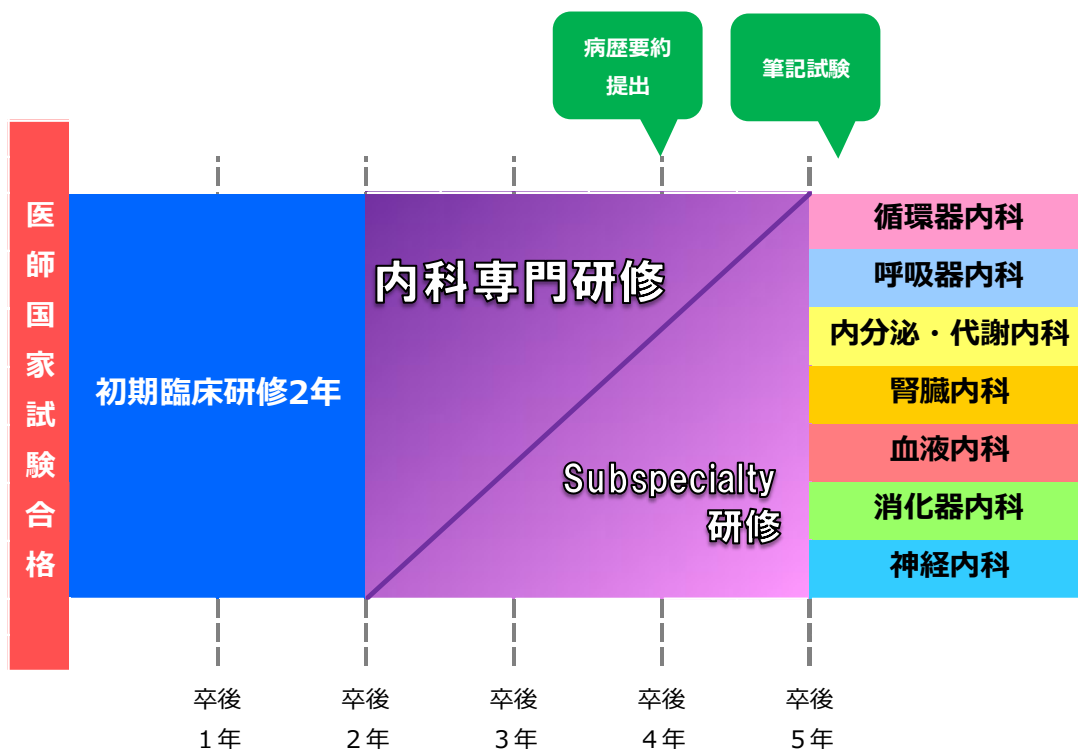 病歴要約
提出
筆記試験
医師国家試験合格
初期臨床研修2年
内科専門研修
Subspecialty
研修
循環器内科
呼吸器内科
内分泌・代謝内科
腎臓内科
血液内科
消化器内科
神経内科
卒後
1年
卒後
2年
卒後
3年
卒後
4年
卒後
5年